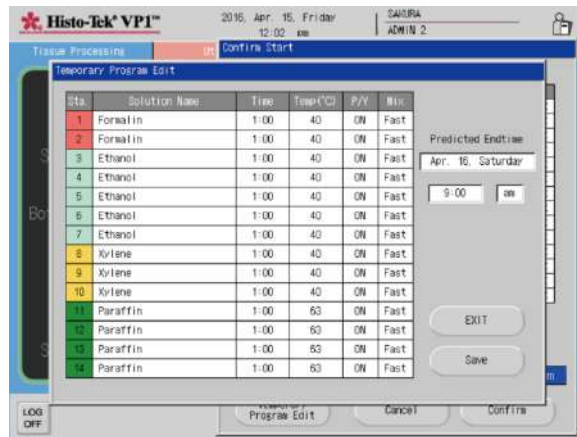 Histo-Tek® VP1™
2016, Apr. 15, Friday
12:02 pm
SAKURA
ADMIN 2
Tissue Processing
Confirm Start
Temporary Program Edit
Sta. Solution Name Time Temp(℃) P/V Mix
1 Formalin 1:00 40 ON Fast
2 Formalin 1:00 40 ON Fast
3 Ethanol 1:00 40 ON Fast
4 Ethanol 1:00 40 ON Fast
5 Ethanol 1:00 40 ON Fast
6 Ethanol 1:00 40 ON Fast
7 Ethanol 1:00 40 ON Fast
8 Xylene 1:00 40 ON Fast
9 Xylene 1:00 40 ON Fast
10 Xylene 1:00 40 ON Fast
11 Paraffin 1:00 63 ON Fast
12 Paraffin 1:00 63 ON Fast
13 Paraffin 1:00 63 ON Fast
14 Paraffin 1:00 63 ON Fast
Predicted Endtime
Apr. 16, Saturday
9:00 am
EXIT
Save
LOG OFF
Program Edit
Cancel
Confirm